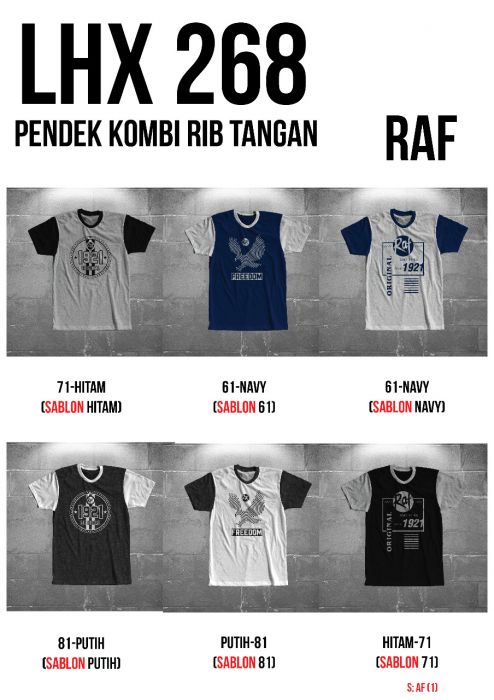 LHX 268
PENDEK KOMBI RIB TANGAN
RAF
1921
FREEDOM
Raf
1921
ORIGINAL
71-HITAM
(SABLON HITAM)
61-NAVY
(SABLON 61)
61-NAVY
(SABLON NAVY)
1921
FREEDOM
Raf
1921
ORIGINAL
81-PUTIH
(SABLON PUTIH)
PUTIH-81
(SABLON 81)
HITAM-71
(SABLON 71)
S: AF (1)